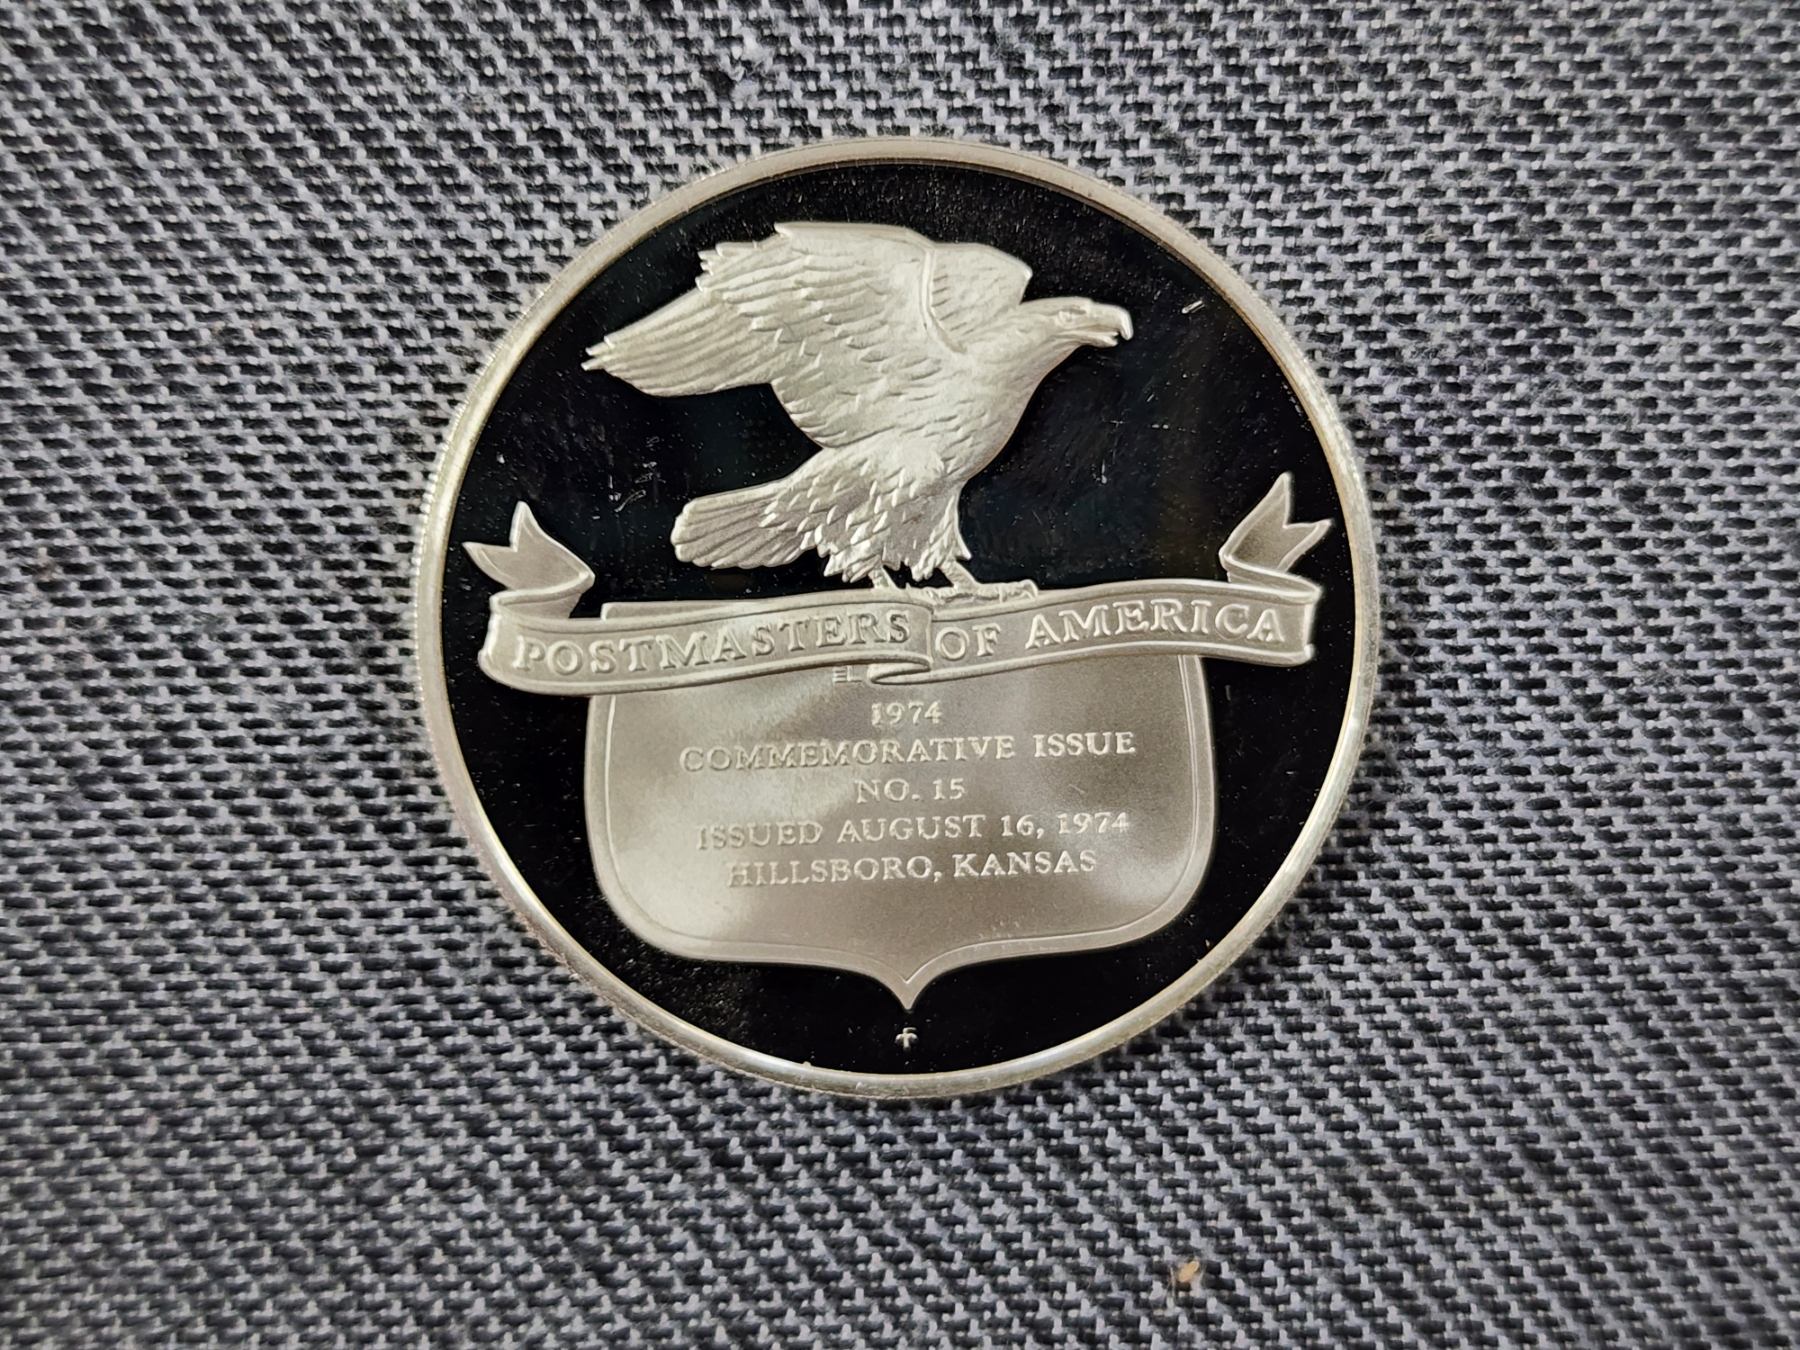 POSTMASTERS OF AMERICA
EL
1974
COMMEMORATIVE ISSUE
NO. 15
ISSUED AUGUST 16, 1974
HILLSBORO, KANSAS